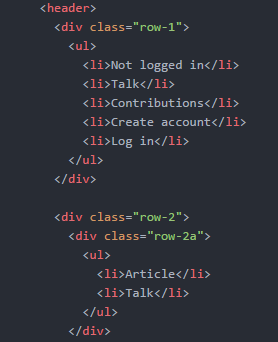 <header>
<div class="row-1">
<ul>
<li>Not logged in</li>
<li>Talk</li>
<li>Contributions</li>
<li>Create account</li>
<li>Log in</li>
</ul>
</div>
<div class="row-2">
<div class="row-2a">
<ul>
<li>Article</li>
<li>Talk</li>
</ul>
</div>